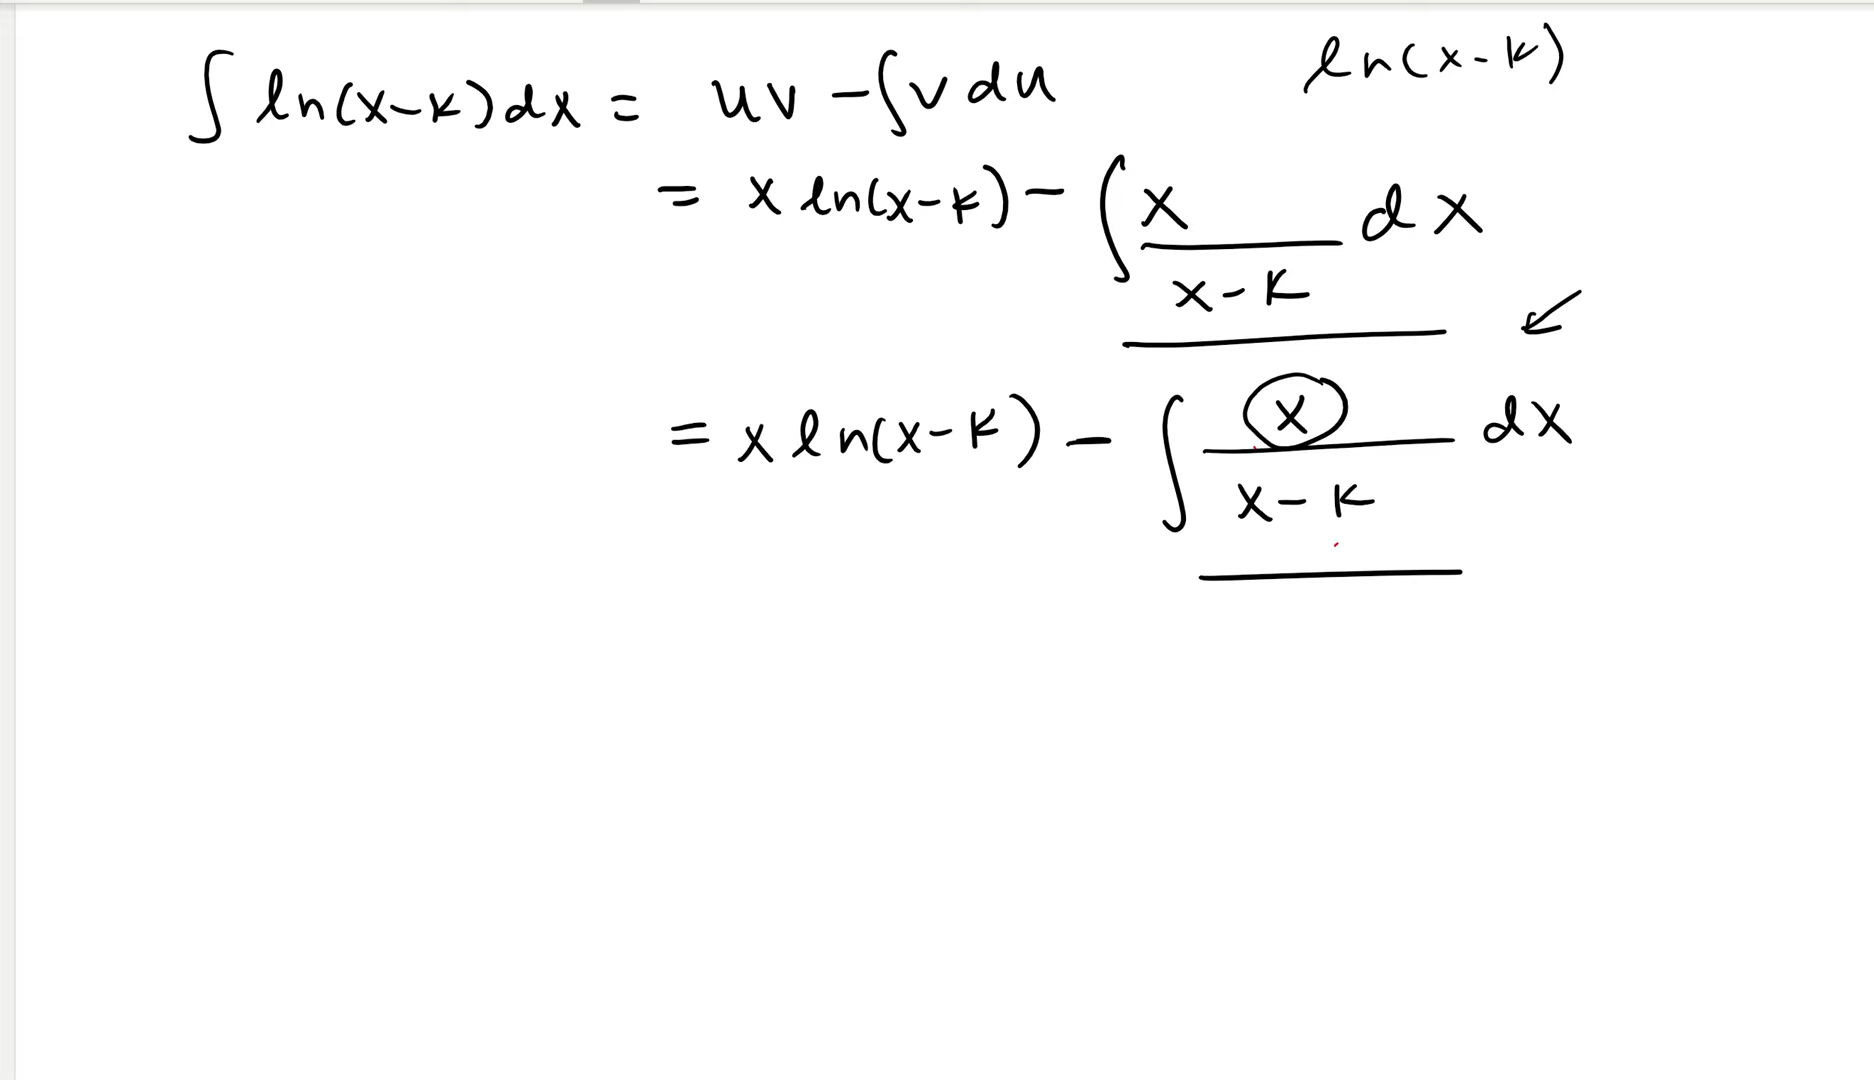 ∫ ln(x-k)dx = uv - ∫v du
ln(x-k)
= x ln(x-k) - ∫ x/(x-k) dx
= x ln(x-k) - ∫ x/(x-k) dx